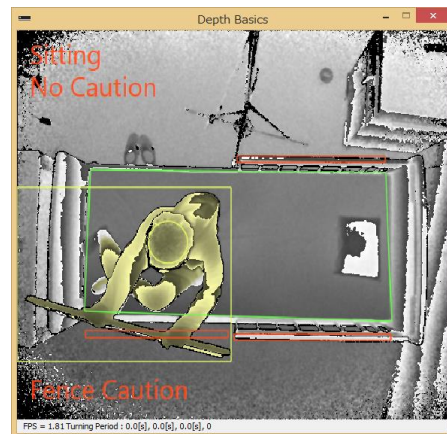 Depth Basics
Sitting
No Caution
Fence Caution
FPS = 1.81 Turning Period : 0.0[s], 0.0[s], 0.0[s], 0